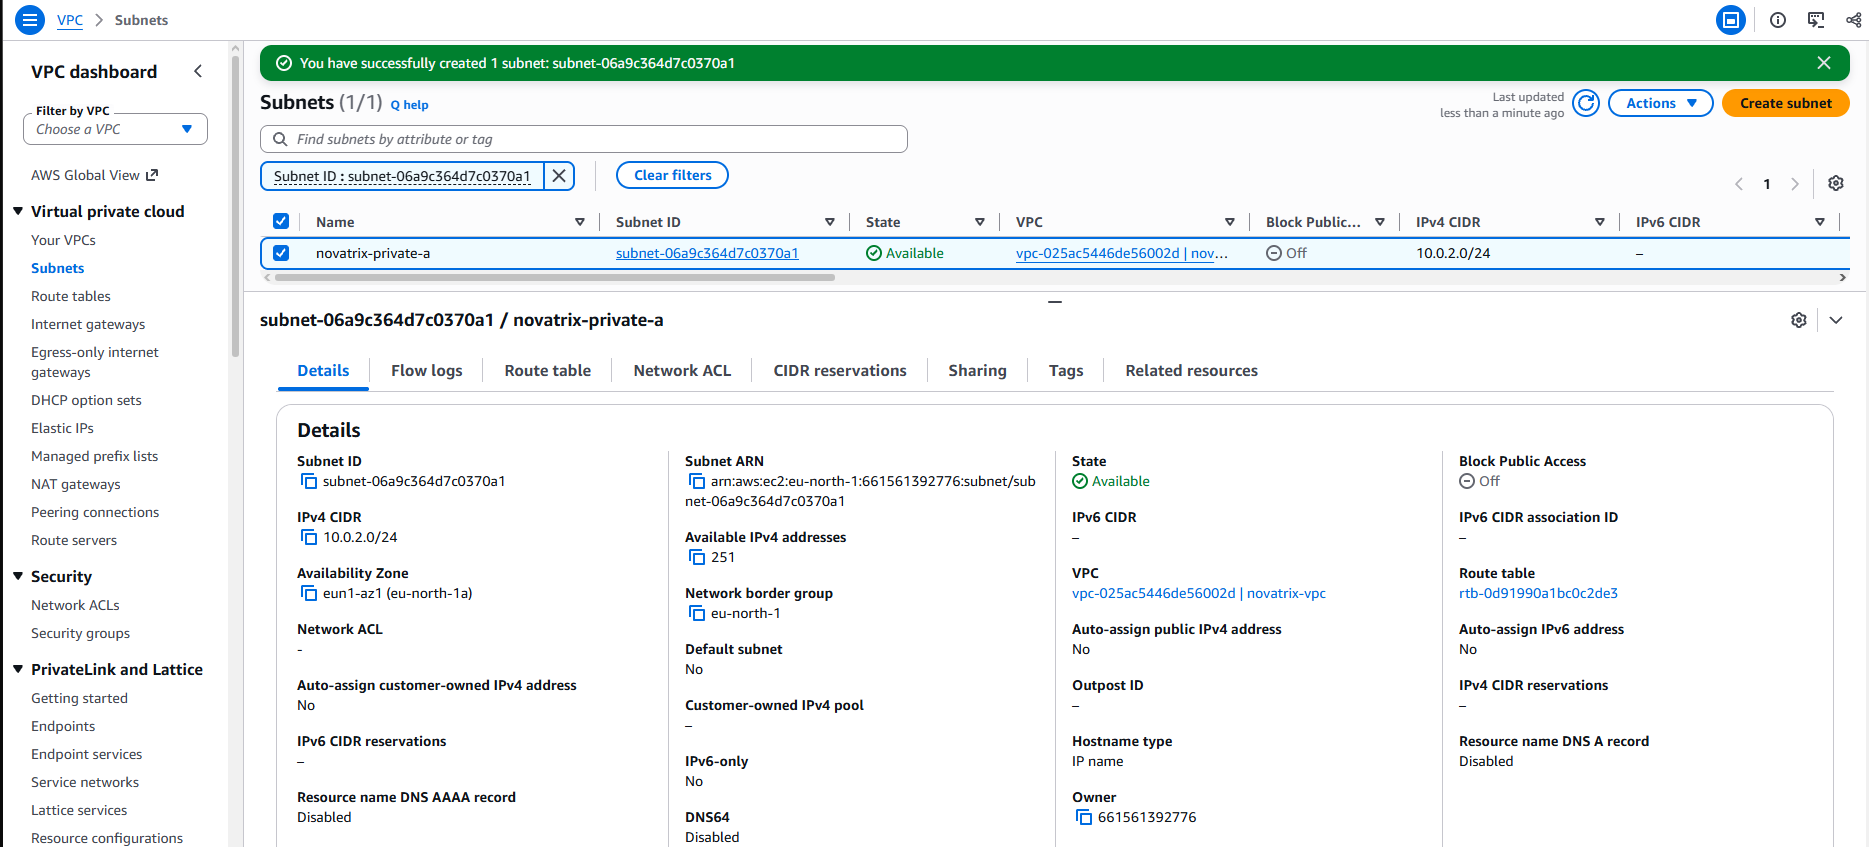 VPC
Subnets
VPC dashboard
Filter by VPC
Choose a VPC
AWS Global View
Virtual private cloud
Your VPCs
Subnets
Route tables
Internet gateways
Egress-only internet
gateways
DHCP option sets
Elastic IPs
Managed prefix lists
NAT gateways
Peering connections
Route servers
Security
Network ACLs
Security groups
PrivateLink and Lattice
Getting started
Endpoints
Endpoint services
Service networks
Lattice services
Resource configurations
You have successfully created 1 subnet: subnet-06a9c364d7c0370a1
Subnets (1/1) Q help
Last updated
less than a minute ago
Actions
Create subnet
Find subnets by attribute or tag
Subnet ID : subnet-06a9c364d7c0370a1
Clear filters
1
Name Subnet ID State VPC Block Public... IPv4 CIDR IPv6 CIDR
novatrix-private-a subnet-06a9c364d7c0370a1 Available vpc-025ac5446de56002d | nov... Off 10.0.2.0/24 –
subnet-06a9c364d7c0370a1 / novatrix-private-a
Details Flow logs Route table Network ACL CIDR reservations Sharing Tags Related resources
Details
Subnet ID
subnet-06a9c364d7c0370a1
IPv4 CIDR
10.0.2.0/24
Availability Zone
eun1-az1 (eu-north-1a)
Network ACL
-
Auto-assign customer-owned IPv4 address
No
IPv6 CIDR reservations
–
Resource name DNS AAAA record
Disabled
Subnet ARN
arn:aws:ec2:eu-north-1:661561392776:subnet/sub
net-06a9c364d7c0370a1
Available IPv4 addresses
251
Network border group
eu-north-1
Default subnet
No
Customer-owned IPv4 pool
–
IPv6-only
No
DNS64
Disabled
State
Available
IPv6 CIDR
–
VPC
vpc-025ac5446de56002d | novatrix-vpc
Auto-assign public IPv4 address
No
Outpost ID
–
Hostname type
IP name
Owner
661561392776
Block Public Access
Off
IPv6 CIDR association ID
–
Route table
rtb-0d91990a1bc0c2de3
Auto-assign IPv6 address
No
IPv4 CIDR reservations
–
Resource name DNS A record
Disabled